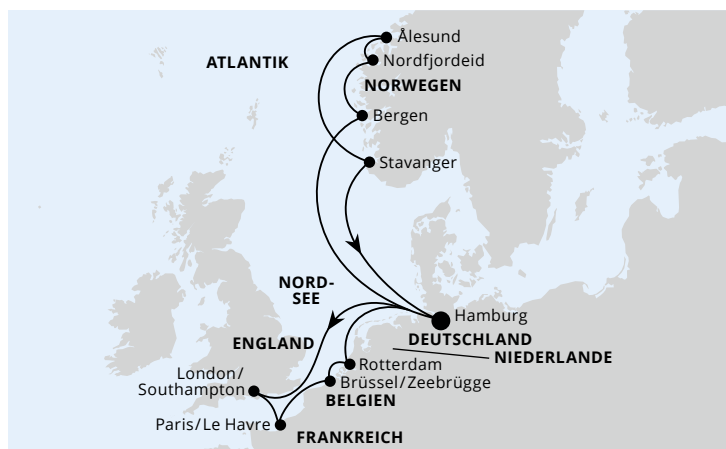 Ålesund
ATLANTIK
Nordfjordeid
NORWEGEN
Bergen
Stavanger
NORD-
SEE
Hamburg
ENGLAND
DEUTSCHLAND
NIEDERLANDE
London/
Southampton
Rotterdam
Brüssel/Zeebrügge
BELGIEN
Paris/Le Havre
FRANKREICH